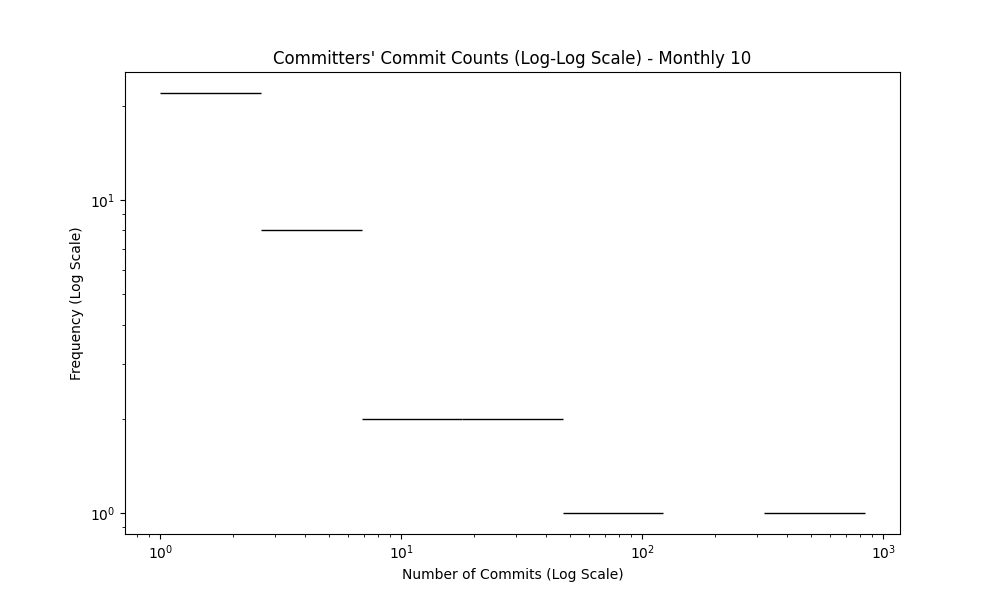 Committers' Commit Counts (Log-Log Scale) - Monthly 10
Frequency (Log Scale)
10¹
10⁰
10⁰ 10¹ 10² 10³
Number of Commits (Log Scale)